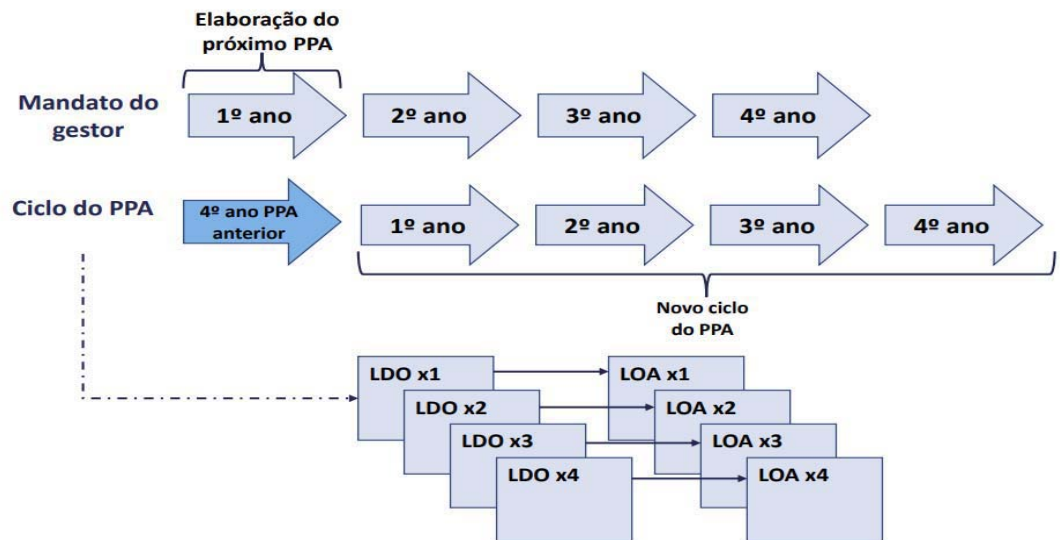 Elaboração do
próximo PPA
Mandato do
gestor
1º ano
2º ano
3º ano
4º ano
Ciclo do PPA
4º ano PPA
anterior
1º ano
2º ano
3º ano
4º ano
Novo ciclo
do PPA
LDO x1
LOA x1
LDO x2
LOA x2
LDO x3
LOA x3
LDO x4
LOA x4